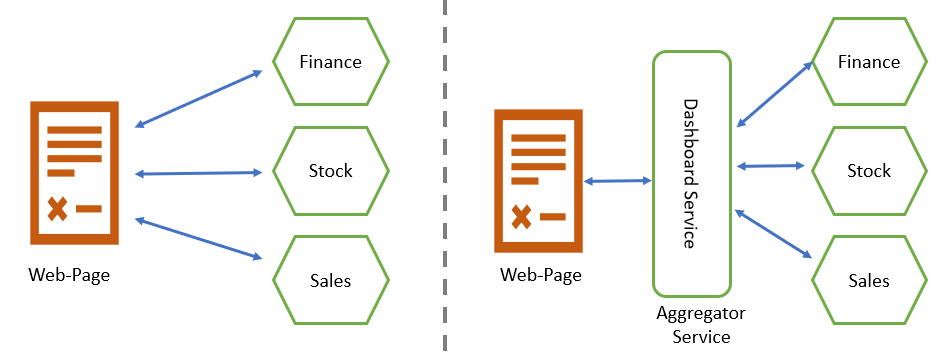 Finance
Stock
Sales
Web-Page
Web-Page
Dashboard Service
Aggregator
Service
Finance
Stock
Sales